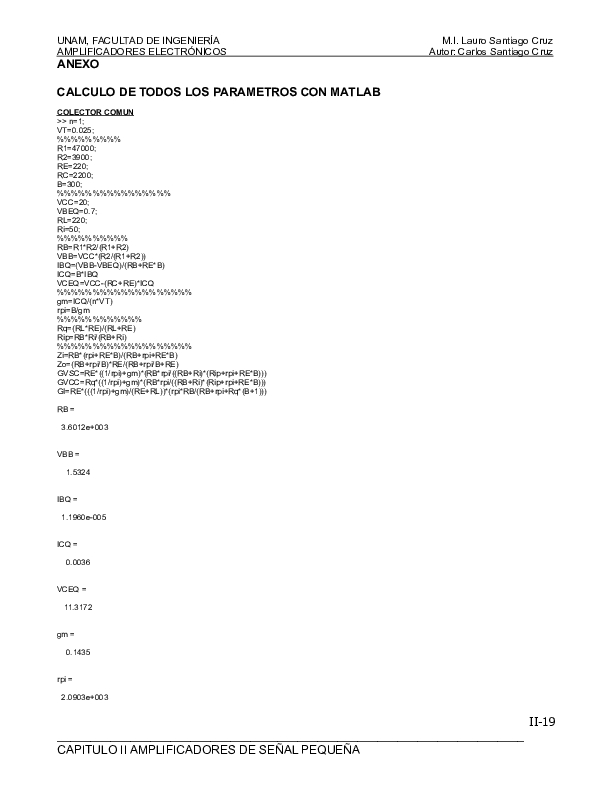 UNAM, FACULTAD DE INGENIERÍA M.I. Lauro Santiago Cruz
AMPLIFICADORES ELECTRÓNICOS Autor: Carlos Santiago Cruz
ANEXO
CALCULO DE TODOS LOS PARAMETROS CON MATLAB
COLECTOR COMUN
>> n=1;
VT=0.025;
%%%%%%%%%
R1=47000;
R2=3900;
RE=220;
RC=2200;
B=300;
%%%%%%%%%%%%%%%%
VCC=20;
VBEQ=0.7;
RL=220;
Ri=50;
%%%%%%%%%%
RB=R1*R2/(R1+R2)
VBB=VCC*(R2/(R1+R2))
IBQ=(VBB-VBEQ)/(RB+RE*B)
ICQ=B*IBQ
VCEQ=VCC-(RC+RE)*ICQ
%%%%%%%%%%%%%%%%%%%
gm=ICQ/(n*VT)
rpi=B/gm
%%%%%%%%%%%%
Rq=(RL*RE)/(RL+RE)
Rip=RB*Ri/(RB+Ri)
%%%%%%%%%%%%%%%%%%%
Zi=RB*(rpi+RE*B)/(RB+rpi+RE*B)
Zo=(RB+rpi/B)*RE/(RB+rpi/B+RE)
GVSC=RE*((1/rpi)+gm)*(RB*rpi/((RB+Ri)*(Rip+rpi+RE*B)))
GVCC=Rq*((1/rpi)+gm)*(RB*rpi/((RB+Ri)*(Rip+rpi+RE*B)))
GI=RE*(((1/rpi)+gm)/(RE+RL))*(rpi*RB/(RB+rpi+Rq*(B+1)))
RB =
3.6012e+003
VBB =
1.5324
IBQ =
1.1960e-005
ICQ =
0.0036
VCEQ =
11.3172
gm =
0.1435
rpi =
2.0903e+003
II-19
CAPITULO II AMPLIFICADORES DE SEÑAL PEQUEÑA